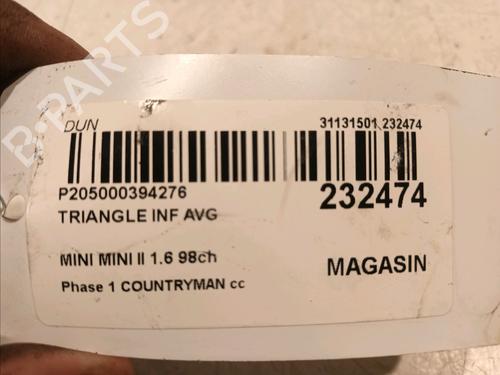 B-PARTS
DUN
31131501 232474
P205000394276
232474
TRIANGLE INF AVG
MINI MINI II 1.6 98ch
MAGASIN
Phase 1 COUNTRYMAN cc